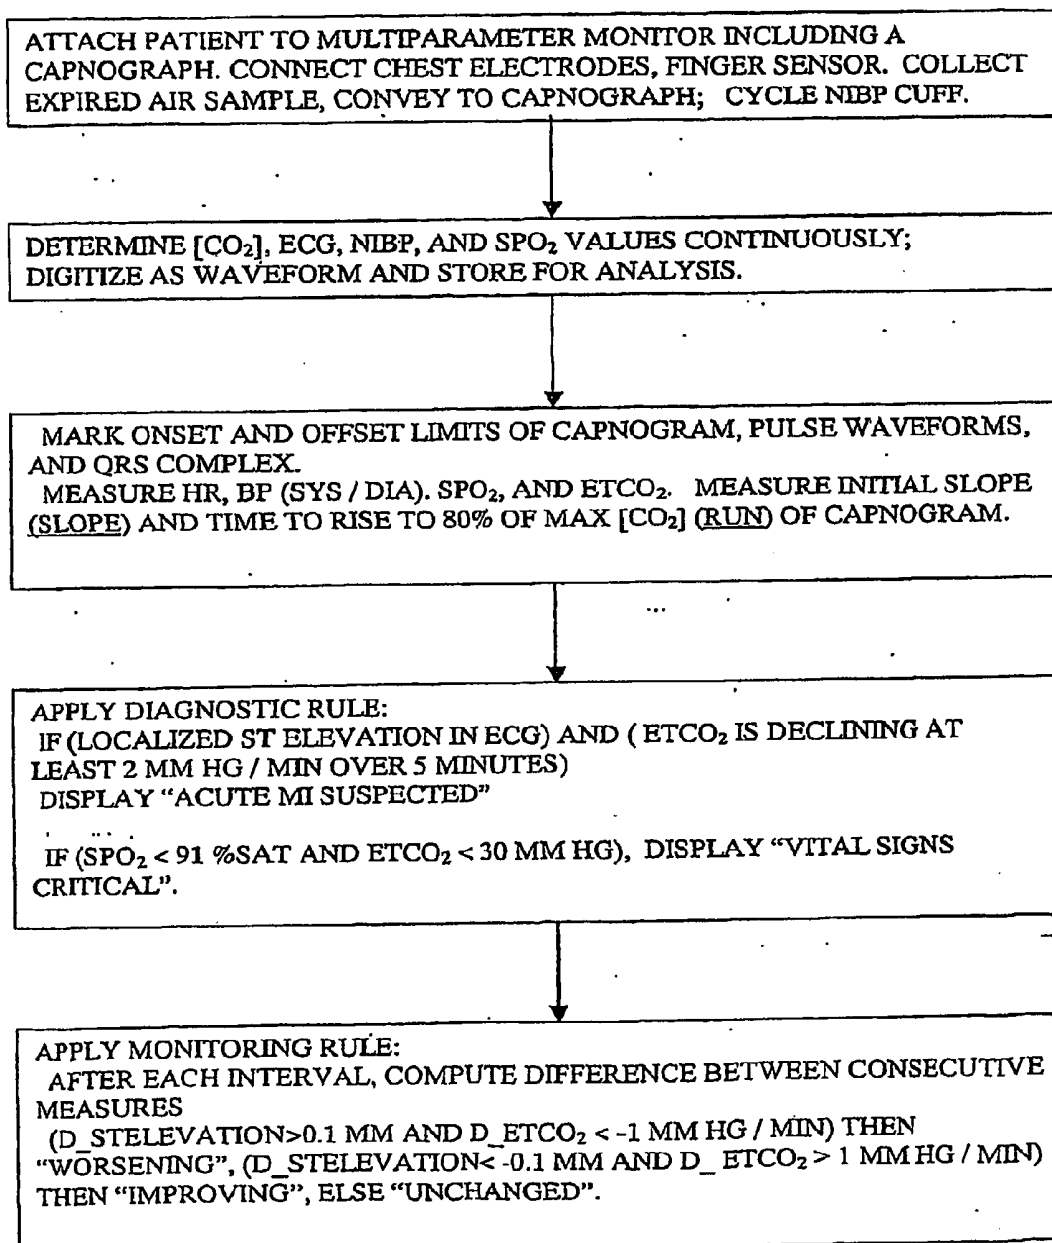 ATTACH PATIENT TO MULTIPARAMETER MONITOR INCLUDING A
CAPNOGRAPH. CONNECT CHEST ELECTRODES, FINGER SENSOR. COLLECT
EXPIRED AIR SAMPLE, CONVEY TO CAPNOGRAPH; CYCLE NIBP CUFF.
DETERMINE [CO₂], ECG, NIBP, AND SPO₂ VALUES CONTINUOUSLY;
DIGITIZE AS WAVEFORM AND STORE FOR ANALYSIS.
MARK ONSET AND OFFSET LIMITS OF CAPNOGRAM, PULSE WAVEFORMS,
AND QRS COMPLEX.
MEASURE HR, BP (SYS / DIA). SPO₂, AND ETCO₂. MEASURE INITIAL SLOPE
(SLOPE) AND TIME TO RISE TO 80% OF MAX [CO₂] (RUN) OF CAPNOGRAM.
APPLY DIAGNOSTIC RULE:
IF (LOCALIZED ST ELEVATION IN ECG) AND ( ETCO₂ IS DECLINING AT
LEAST 2 MM HG / MIN OVER 5 MINUTES)
DISPLAY “ACUTE MI SUSPECTED”
IF (SPO₂ < 91 %SAT AND ETCO₂ < 30 MM HG), DISPLAY “VITAL SIGNS
CRITICAL”.
APPLY MONITORING RULE:
AFTER EACH INTERVAL, COMPUTE DIFFERENCE BETWEEN CONSECUTIVE
MEASURES
(D_STELEVATION>0.1 MM AND D_ETCO₂ < -1 MM HG / MIN) THEN
“WORSENING”, (D_STELEVATION< -0.1 MM AND D_ ETCO₂ > 1 MM HG / MIN)
THEN “IMPROVING”, ELSE “UNCHANGED”.